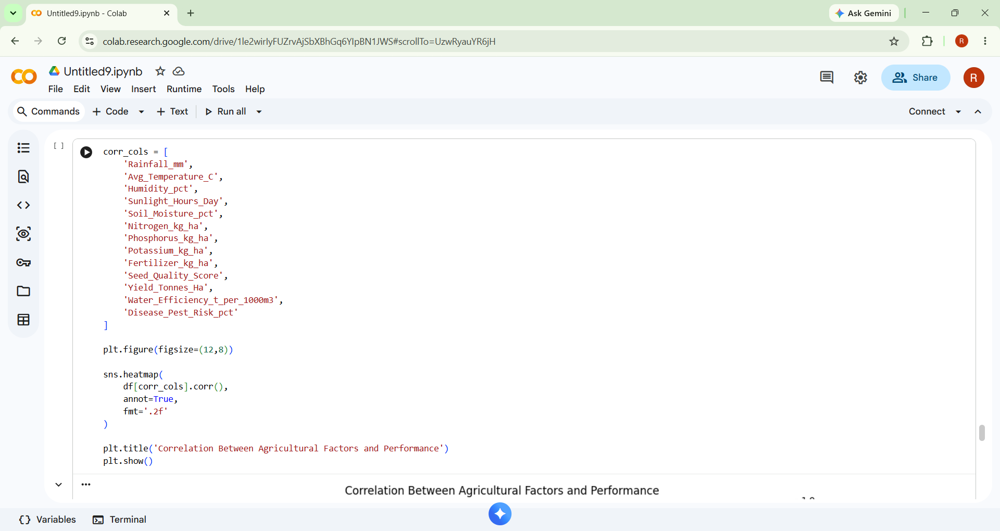 Untitled9.ipynb - Colab
Ask Gemini
colab.research.google.com/drive/1le2wirIyFUZrvAjSbXBhGq6YIpBN1JWS#scrollTo=UzwRyauYR6jH
R
Untitled9.ipynb
File Edit View Insert Runtime Tools Help
Share
R
Commands + Code + Text Run all
Connect
[ ]
corr_cols = [
    'Rainfall_mm',
    'Avg_Temperature_C',
    'Humidity_pct',
    'Sunlight_Hours_Day',
    'Soil_Moisture_pct',
    'Nitrogen_kg_ha',
    'Phosphorus_kg_ha',
    'Potassium_kg_ha',
    'Fertilizer_kg_ha',
    'Seed_Quality_Score',
    'Yield_Tonnes_Ha',
    'Water_Efficiency_t_per_1000m3',
    'Disease_Pest_Risk_pct'
]
plt.figure(figsize=(12,8))
sns.heatmap(
    df[corr_cols].corr(),
    annot=True,
    fmt='.2f'
)
plt.title('Correlation Between Agricultural Factors and Performance')
plt.show()
Correlation Between Agricultural Factors and Performance
{} Variables Terminal